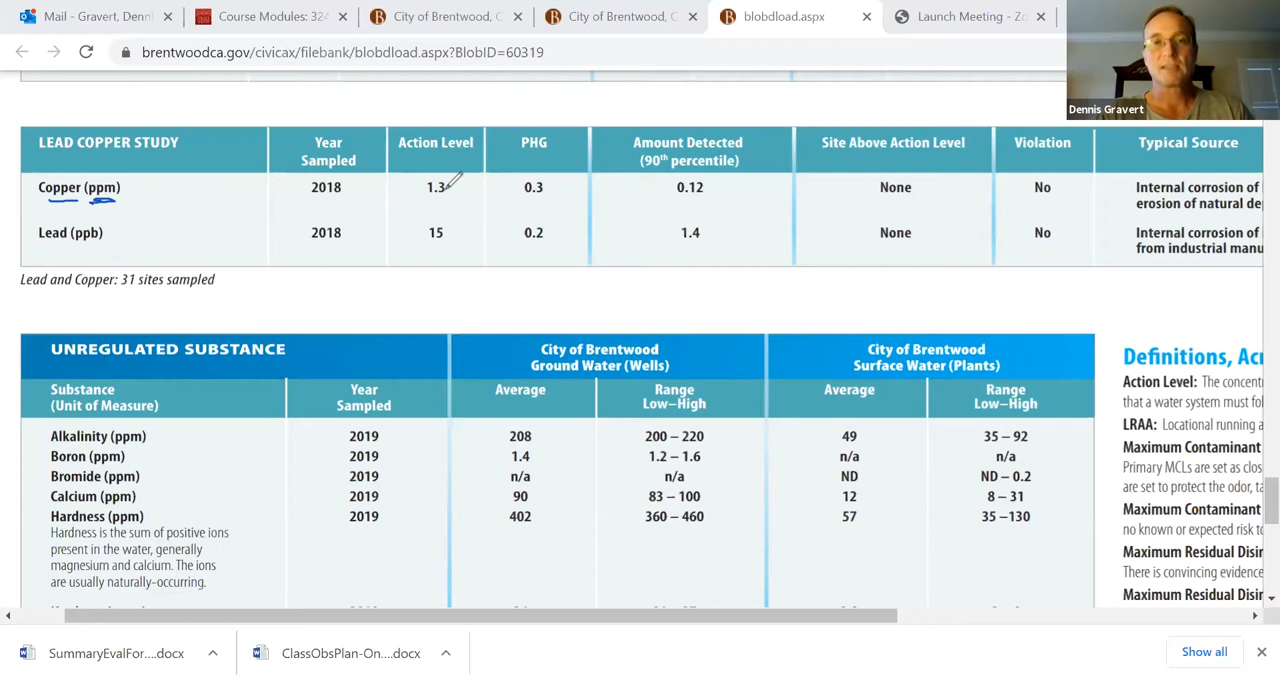 Mail - Gravert, Denn
Course Modules: 324
City of Brentwood, C
City of Brentwood, C
blobdload.aspx
Launch Meeting - Zo
brentwoodca.gov/civicax/filebank/blobdload.aspx?BlobID=60319
Dennis Gravert
LEAD COPPER STUDY Year Sampled Action Level PHG Amount Detected (90th percentile) Site Above Action Level Violation Typical Source
Copper (ppm) 2018 1.3 0.3 0.12 None No Internal corrosion of
erosion of natural de
Lead (ppb) 2018 15 0.2 1.4 None No Internal corrosion of
from industrial manu
Lead and Copper: 31 sites sampled
UNREGULATED SUBSTANCE City of Brentwood Ground Water (Wells) City of Brentwood Surface Water (Plants)
Substance (Unit of Measure) Year Sampled Average Range Low–High Average Range Low–High
Alkalinity (ppm) 2019 208 200 – 220 49 35 – 92
Boron (ppm) 2019 1.4 1.2 – 1.6 n/a n/a
Bromide (ppm) 2019 n/a n/a ND ND – 0.2
Calcium (ppm) 2019 90 83 – 100 12 8 – 31
Hardness (ppm) 2019 402 360 – 460 57 35 –130
Hardness is the sum of positive ions
present in the water, generally
magnesium and calcium. The ions
are usually naturally-occurring.
Definitions, Ac
Action Level: The concent
that a water system must fol
LRAA: Locational running a
Maximum Contaminant
Primary MCLs are set as clos
are set to protect the odor, ta
Maximum Contaminant
no known or expected risk to
Maximum Residual Disi
There is convincing evidence
Maximum Residual Disi
SummaryEvalFor....docx
ClassObsPlan-On....docx
Show all